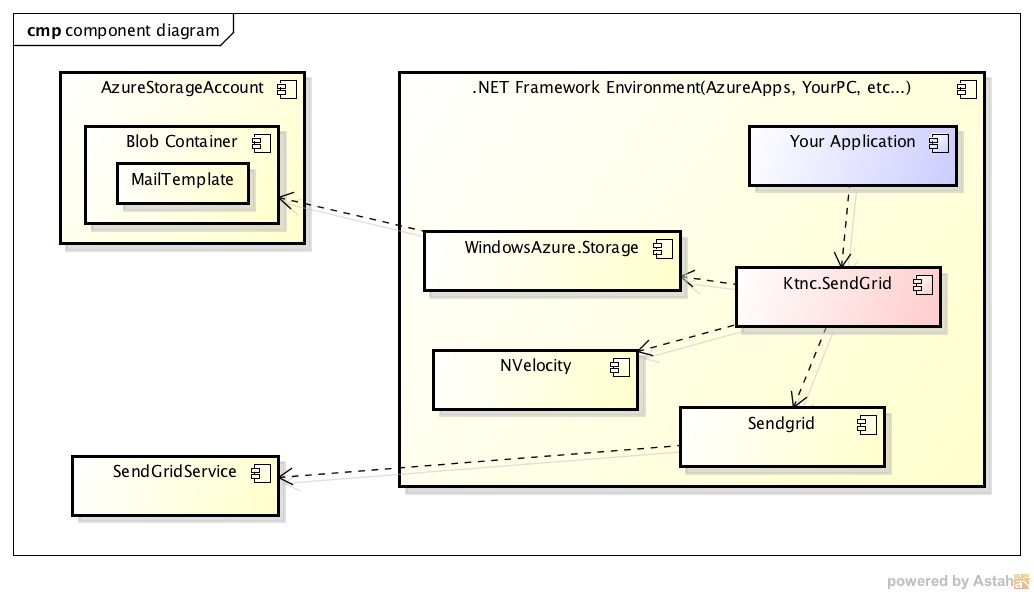 cmp component diagram
AzureStorageAccount
.NET Framework Environment(AzureApps, YourPC, etc...)
Blob Container
Your Application
MailTemplate
WindowsAzure.Storage
Ktnc.SendGrid
NVelocity
Sendgrid
SendGridService
powered by Astah